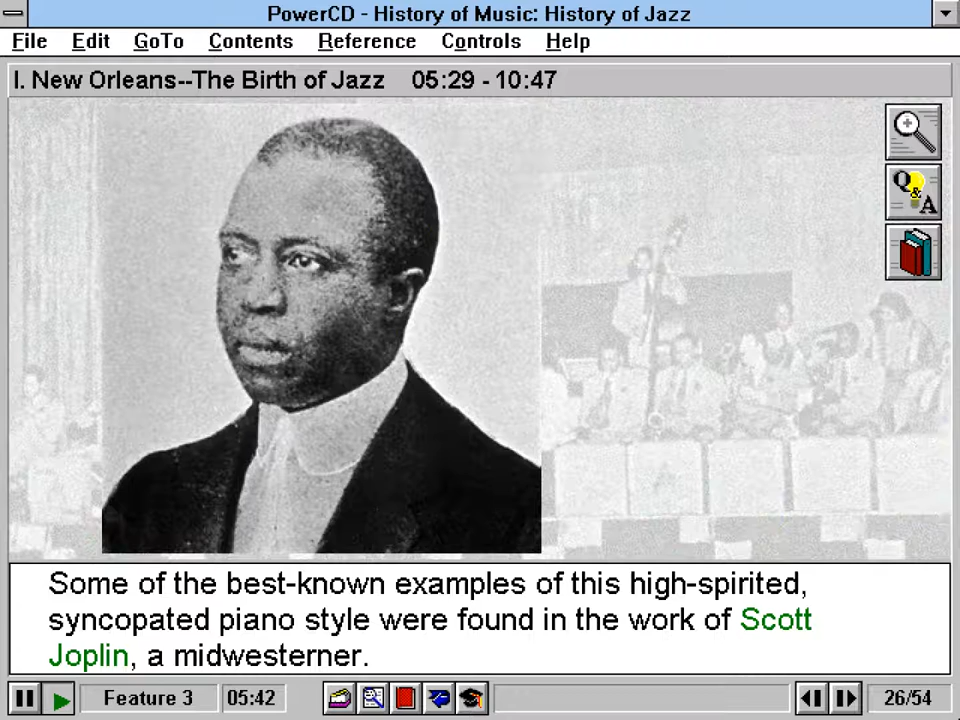 PowerCD - History of Music: History of Jazz
File Edit GoTo Contents Reference Controls Help
I. New Orleans--The Birth of Jazz 05:29 - 10:47
Q & A
Some of the best-known examples of this high-spirited,
syncopated piano style were found in the work of Scott
Joplin, a midwesterner.
Feature 3 05:42 26/54